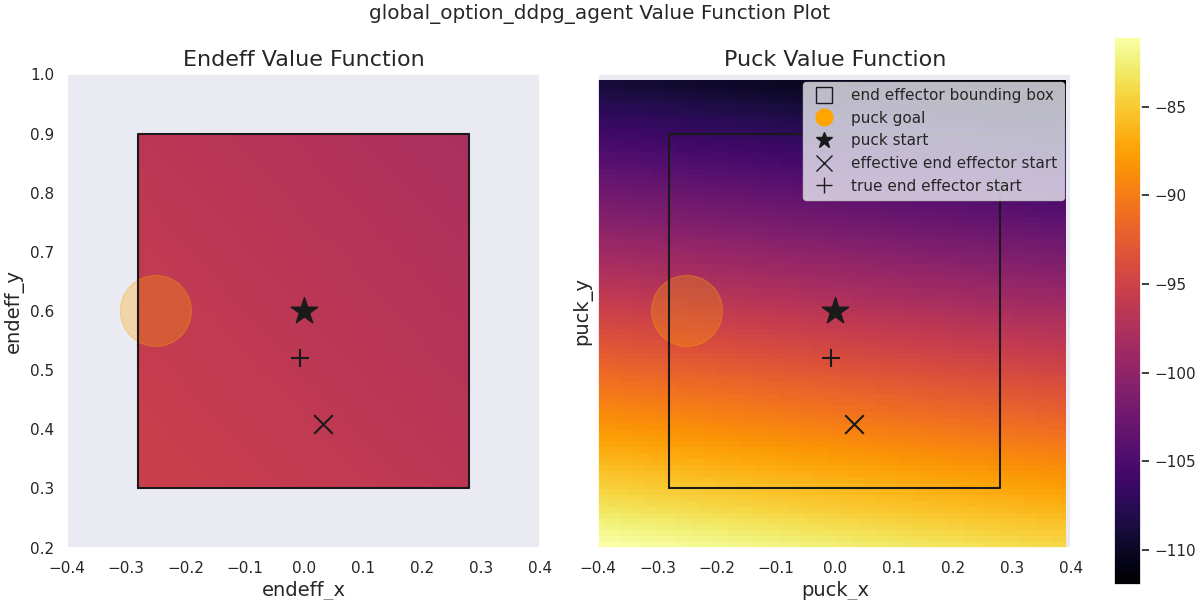 global_option_ddpg_agent Value Function Plot
Endeff Value Function
1.0
0.9
0.8
0.7
0.6
0.5
0.4
0.3
0.2
endeff_y
−0.4 −0.3 −0.2 −0.1 0.0 0.1 0.2 0.3 0.4
endeff_x
Puck Value Function
end effector bounding box
puck goal
puck start
effective end effector start
true end effector start
puck_y
−0.4 −0.3 −0.2 −0.1 0.0 0.1 0.2 0.3 0.4
puck_x
−85
−90
−95
−100
−105
−110